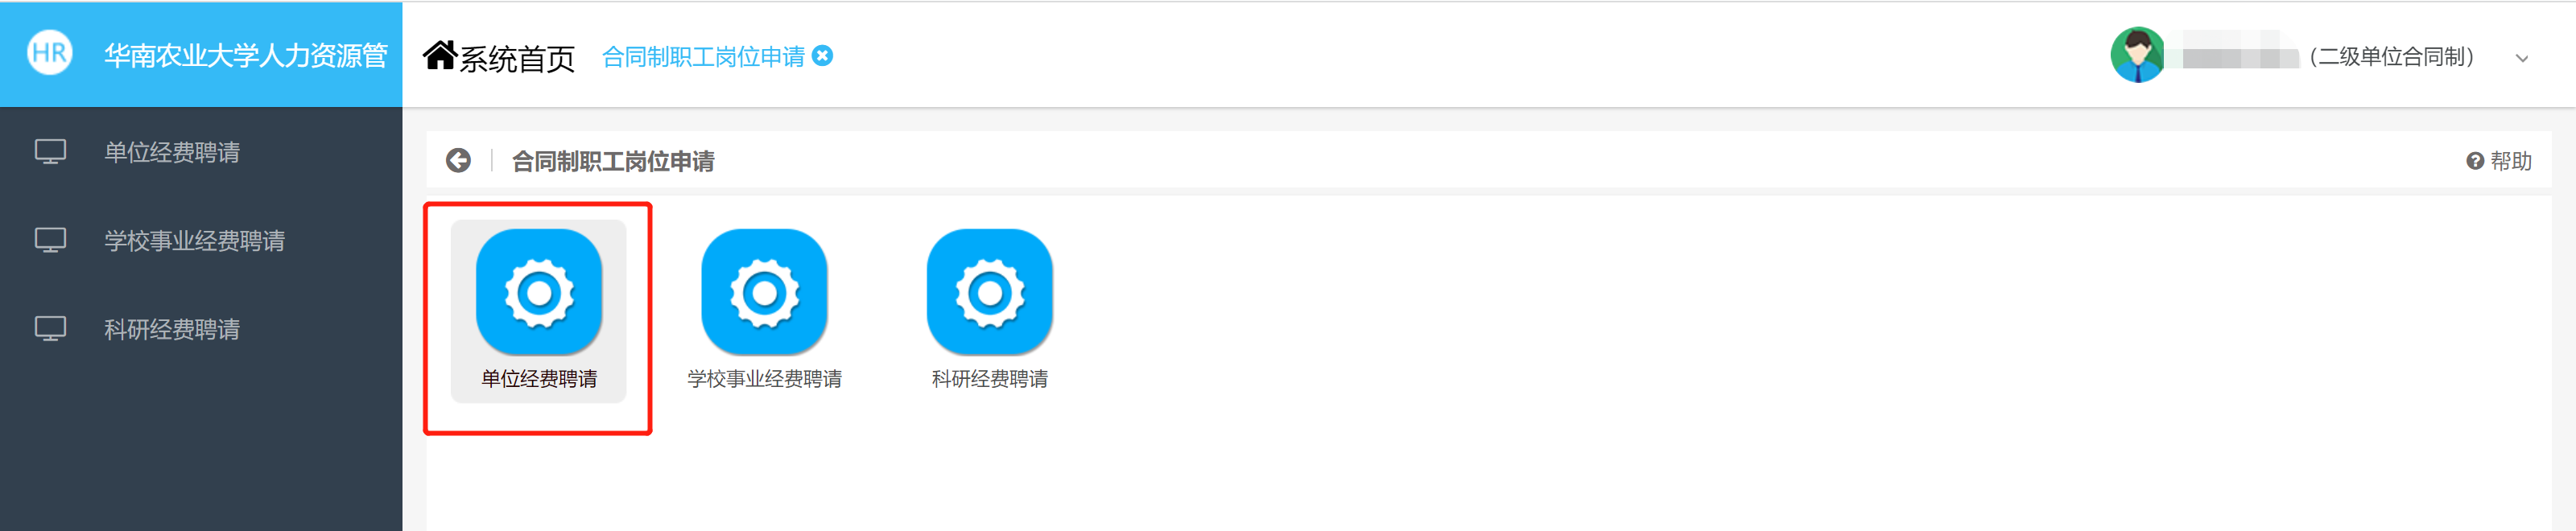 HR 华南农业大学人力资源管
系统首页 合同制职工岗位申请
（二级单位合同制）
单位经费聘请
学校事业经费聘请
科研经费聘请
合同制职工岗位申请
帮助
单位经费聘请 学校事业经费聘请 科研经费聘请